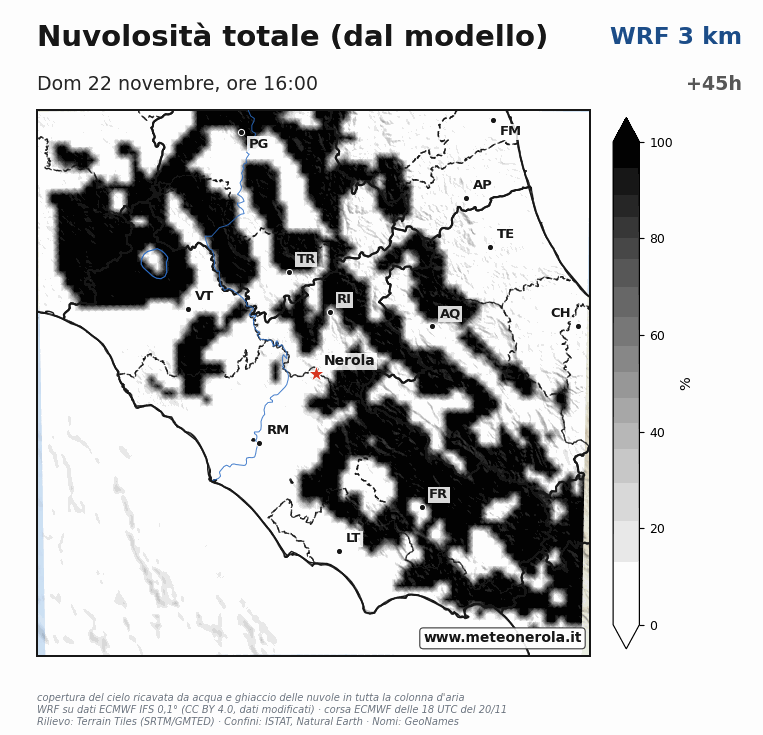 Nuvolosità totale (dal modello)
WRF 3 km
Dom 22 novembre, ore 16:00
+45h
FM
PG
AP
TE
TR
VT
RI
AQ
CH
Nerola
RM
FR
LT
www.meteonerola.it
100
80
60
40
20
0
%
copertura del cielo ricavata da acqua e ghiaccio delle nuvole in tutta la colonna d'aria
WRF su dati ECMWF IFS 0,1° (CC BY 4.0, dati modificati) · corsa ECMWF delle 18 UTC del 20/11
Rilievo: Terrain Tiles (SRTM/GMTED) · Confini: ISTAT, Natural Earth · Nomi: GeoNames